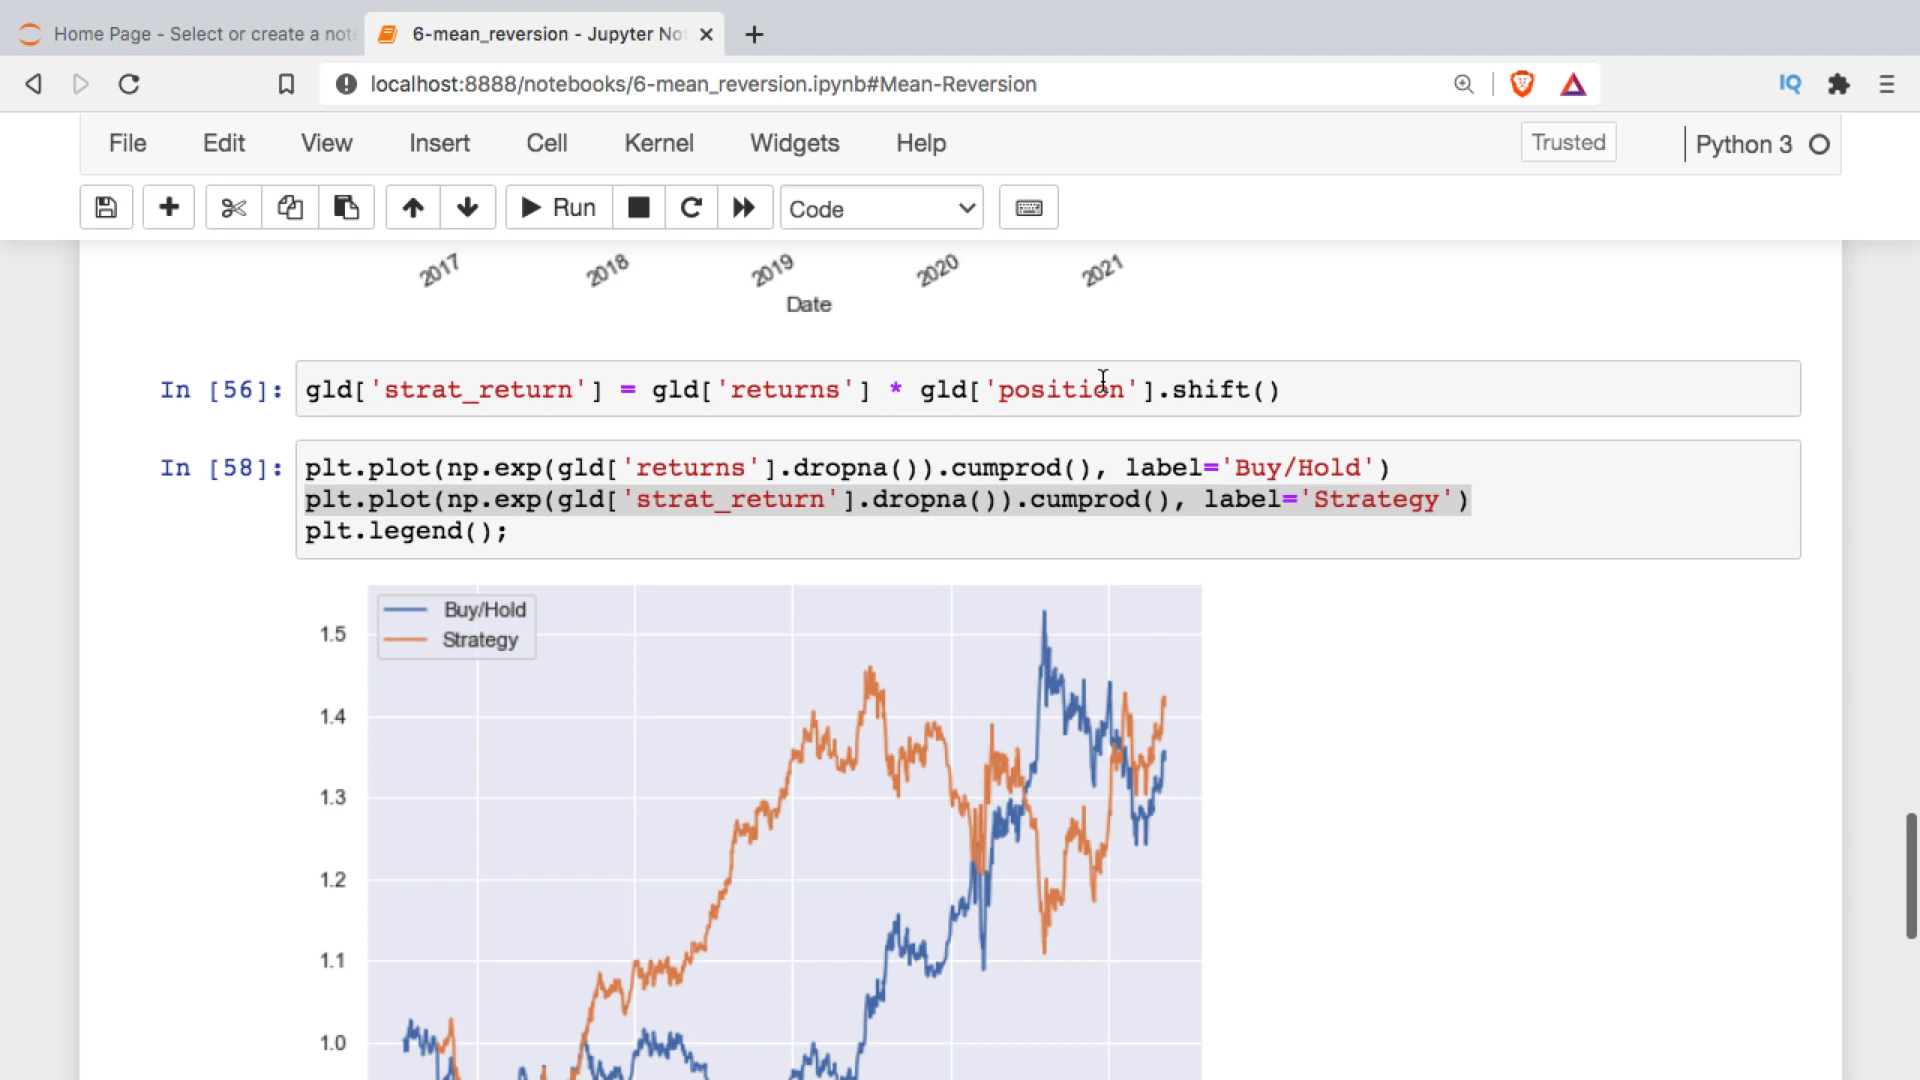 Home Page - Select or create a note
6-mean_reversion - Jupyter Not
localhost:8888/notebooks/6-mean_reversion.ipynb#Mean-Reversion
IQ
File Edit View Insert Cell Kernel Widgets Help Trusted Python 3
Run Code
2017 2018 2019 2020 2021
Date
In [56]: gld['strat_return'] = gld['returns'] * gld['position'].shift()
In [58]: plt.plot(np.exp(gld['returns'].dropna()).cumprod(), label='Buy/Hold')
plt.plot(np.exp(gld['strat_return'].dropna()).cumprod(), label='Strategy')
plt.legend();
Buy/Hold
Strategy
1.5
1.4
1.3
1.2
1.1
1.0